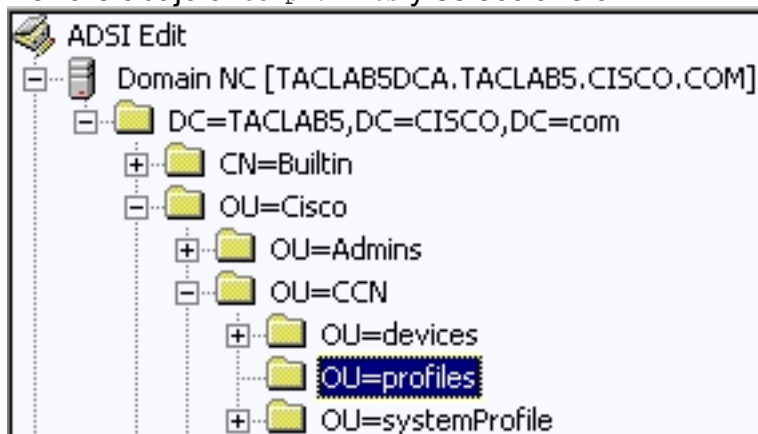 ADSI Edit
Domain NC [TACLAB5DCA.TACLAB5.CISCO.COM]
DC=TACLAB5,DC=CISCO,DC=com
CN=Builtin
OU=Cisco
OU=Admins
OU=CCN
OU=devices
OU=profiles
OU=systemProfile